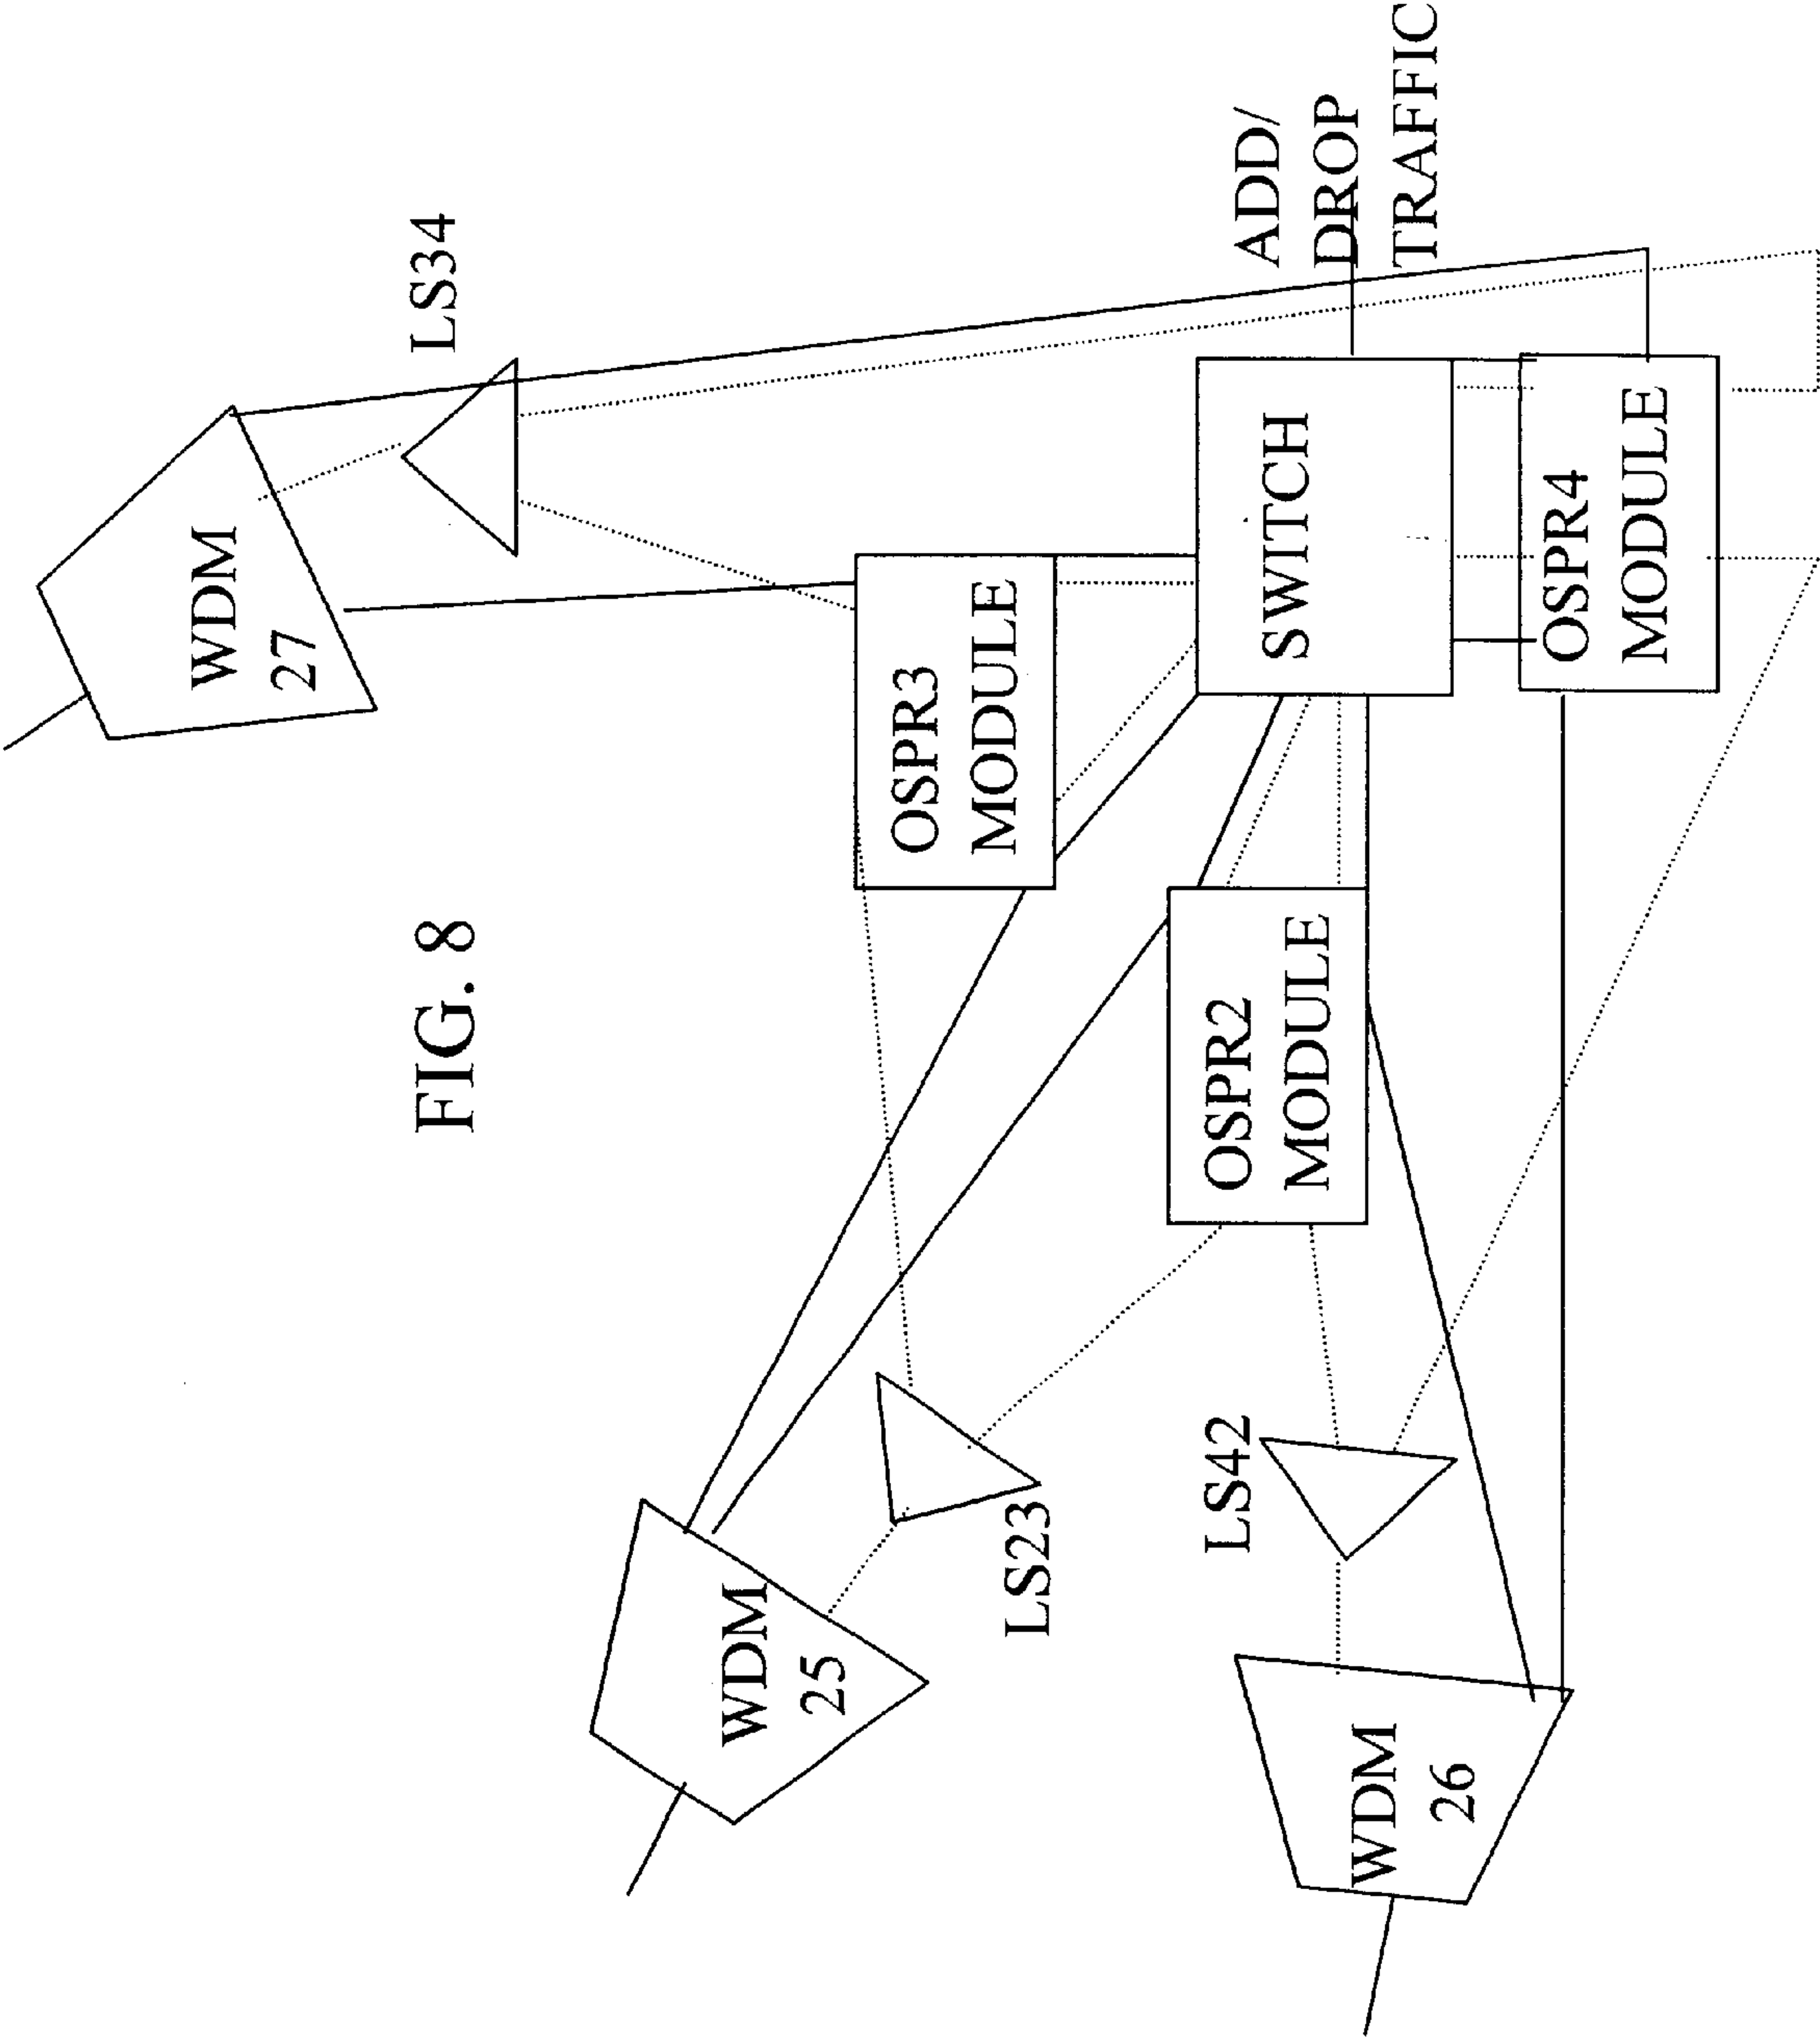 FIG. 8
WDM
25
LS23
WDM
26
LS42
OSPR2
MODULE
OSPR3
MODULE
WDM
27
LS34
SWITCH
OSPR4
MODULE
ADD/
DROP
TRAFFIC